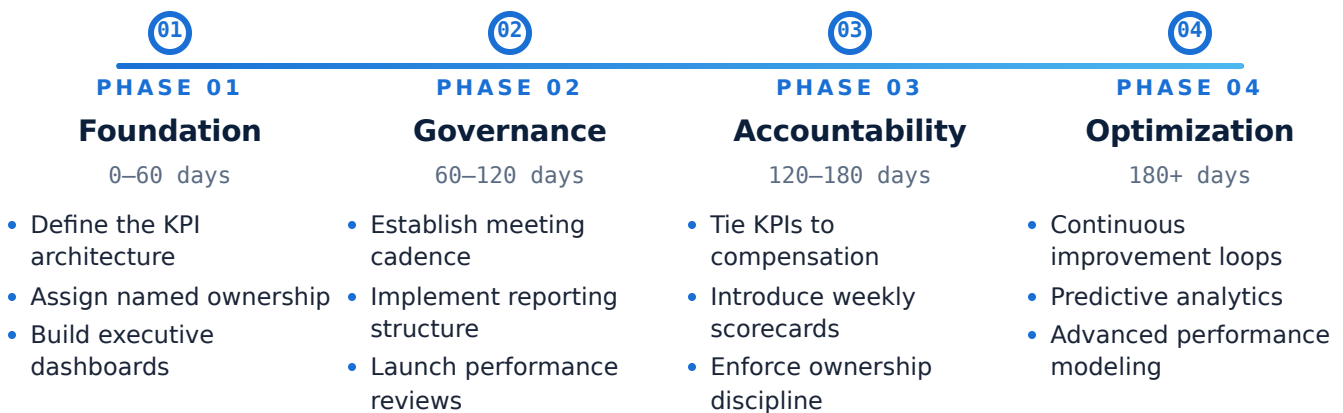 01
PHASE 01
Foundation
0–60 days
• Define the KPI
architecture
• Assign named ownership
• Build executive
dashboards
02
PHASE 02
Governance
60–120 days
• Establish meeting
cadence
• Implement reporting
structure
• Launch performance
reviews
03
PHASE 03
Accountability
120–180 days
• Tie KPIs to
compensation
• Introduce weekly
scorecards
• Enforce ownership
discipline
04
PHASE 04
Optimization
180+ days
• Continuous
improvement loops
• Predictive analytics
• Advanced performance
modeling